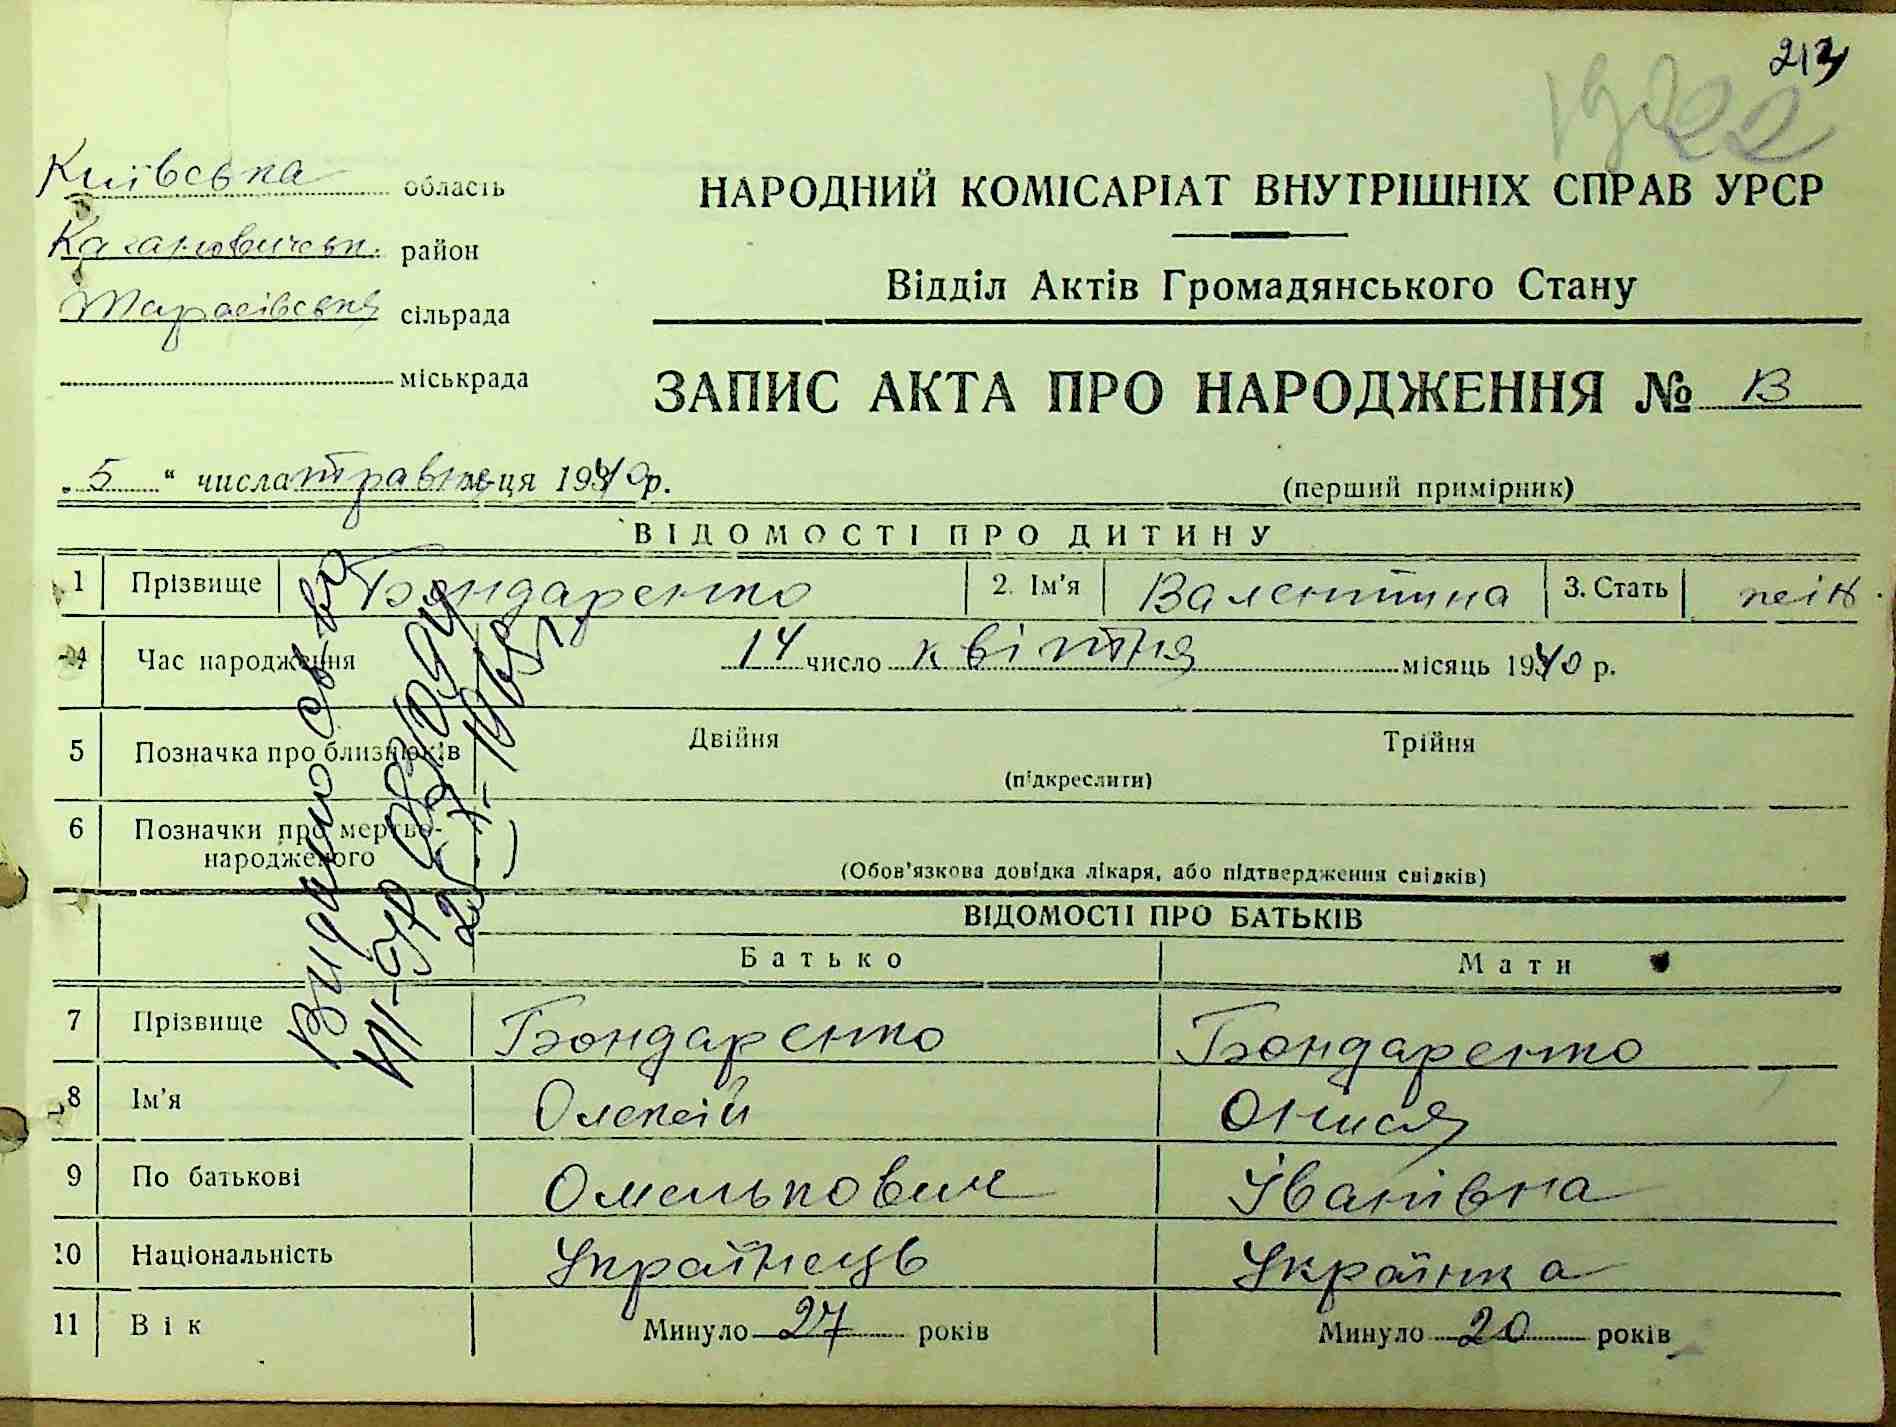 213
1922
Київська область
НАРОДНИЙ КОМІСАРІАТ ВНУТРІШНІХ СПРАВ УРСР
Кагановичськ. район
Відділ Актів Громадянського Стану
Тарасівська сільрада
міськрада
ЗАПИС АКТА ПРО НАРОДЖЕННЯ № 13
„5“ числа травня м-ця 1940 р.
(перший примірник)
ВІДОМОСТІ ПРО ДИТИНУ
1 Прізвище Бондаренко 2. Ім'я Валентина 3. Стать жін.
4 Час народження 14 число квітня місяць 1940 р.
5 Позначка про близнюків Двійня Трійня
(підкреслити)
6 Позначки про мертво-
народженого
(Обов'язкова довідка лікаря, або підтвердження свідків)
Видано св-во
ВІДОМОСТІ ПРО БАТЬКІВ
Батько Мати
7 Прізвище Бондаренко Бондаренко
8 Ім'я Олексій Онися
9 По батькові Омелькович Іванівна
10 Національність Українець Українка
11 Вік Минуло 27 років Минуло 20 років